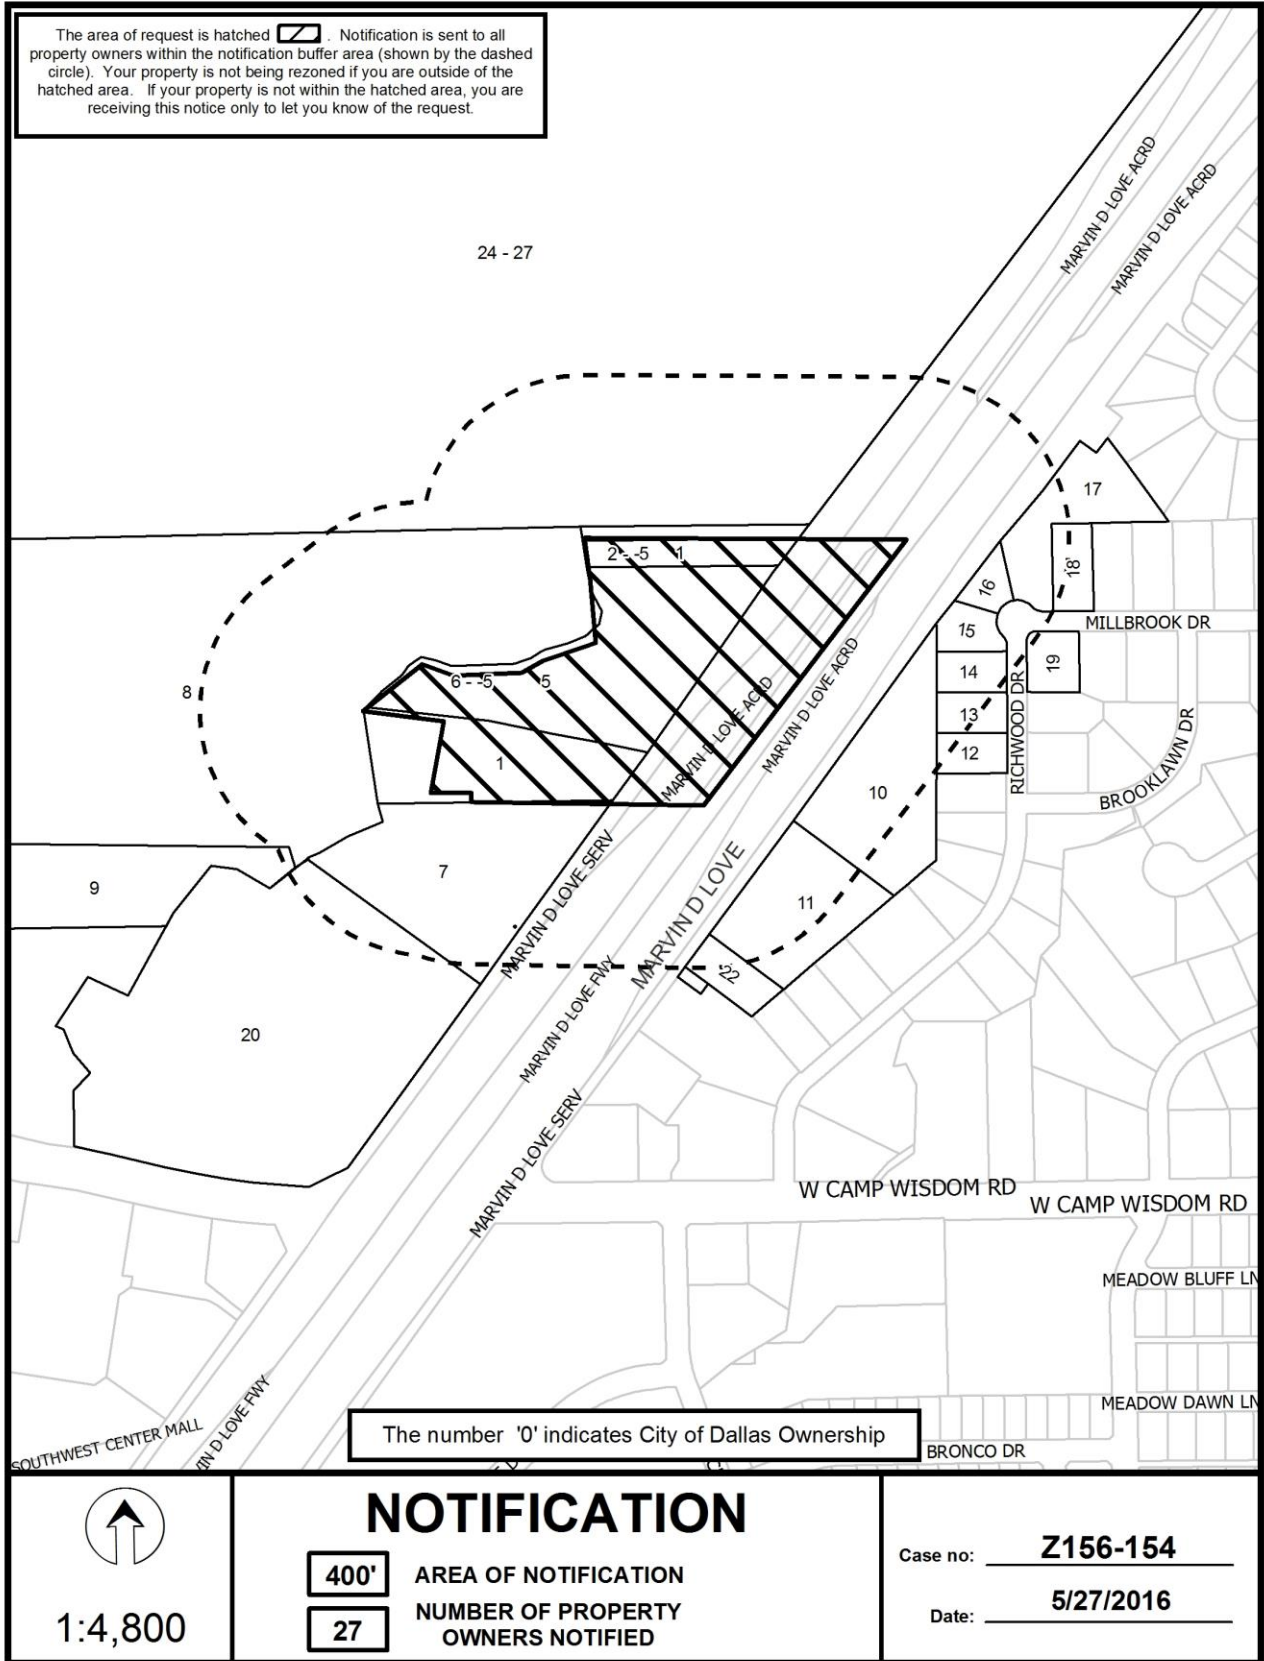 The area of request is hatched . Notification is sent to all
property owners within the notification buffer area (shown by the dashed
circle). Your property is not being rezoned if you are outside of the
hatched area. If your property is not within the hatched area, you are
receiving this notice only to let you know of the request.
24 - 27
MARVIN D LOVE ACRD
MARVIN D LOVE ACRD
17
2 - -5 1
18
16
MILLBROOK DR
15
19
14
6 - -5 5
8
13
RICHWOOD DR
MARVIN D LOVE ACRD
MARVIN D LOVE ACRD
12
1
BROOKLAWN DR
10
7
9
11
MARVIN D LOVE SERV
MARVIN D LOVE
22
MARVIN D LOVE FWY
20
MARVIN D LOVE SERV
W CAMP WISDOM RD
W CAMP WISDOM RD
MEADOW BLUFF LN
MEADOW DAWN LN
SOUTHWEST CENTER MALL
VIN D LOVE FWY
The number '0' indicates City of Dallas Ownership
BRONCO DR
NOTIFICATION
400' AREA OF NOTIFICATION
27 NUMBER OF PROPERTY
OWNERS NOTIFIED
1:4,800
Case no: Z156-154
Date: 5/27/2016